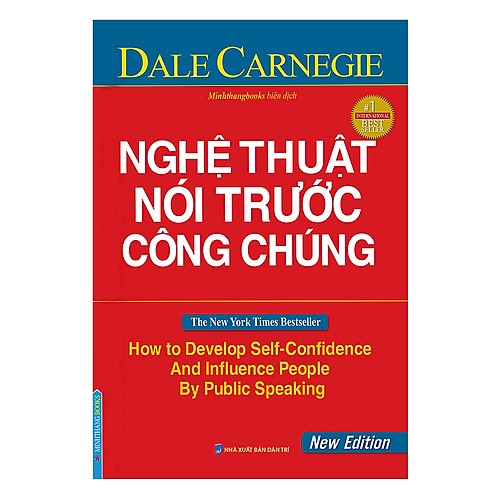 DALE CARNEGIE
Minhthangbooks biên dịch
#1
INTERNATIONAL
BEST
SELLER
NGHỆ THUẬT
NÓI TRƯỚC
CÔNG CHÚNG
The New York Times Bestseller
How to Develop Self-Confidence
And Influence People
By Public Speaking
MINHTHANG BOOKS
NHÀ XUẤT BẢN DÂN TRÍ
New Edition